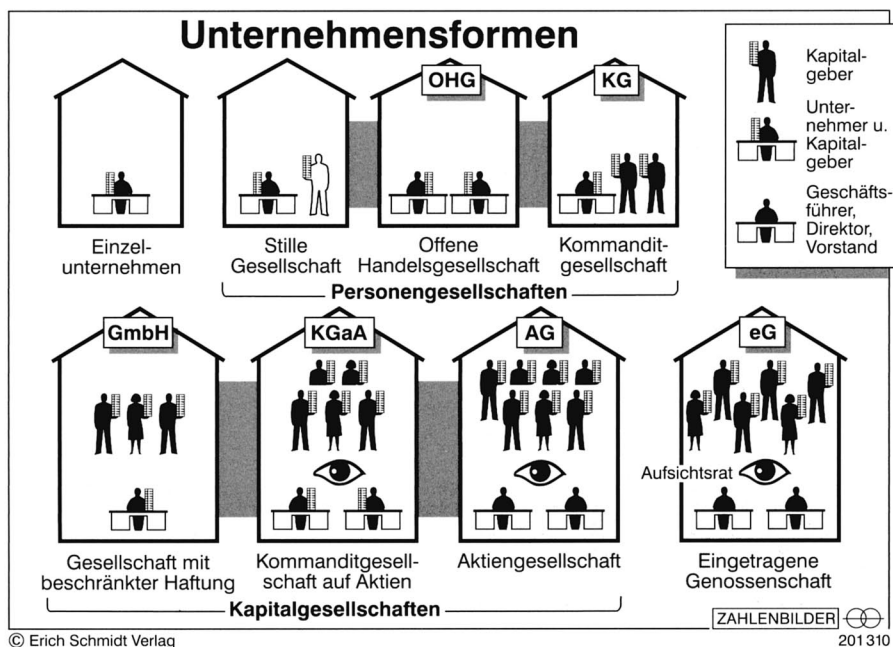 Unternehmensformen
OHG
KG
Einzel-
unternehmen
Stille
Gesellschaft
Offene
Handelsgesellschaft
Kommandit-
gesellschaft
Personengesellschaften
Kapital-
geber
Unter-
nehmer u.
Kapital-
geber
Geschäfts-
führer,
Direktor,
Vorstand
GmbH
KGaA
AG
eG
Aufsichtsrat
Gesellschaft mit
beschränkter Haftung
Kommanditgesell-
schaft auf Aktien
Aktiengesellschaft
Eingetragene
Genossenschaft
Kapitalgesellschaften
ZAHLENBILDER
© Erich Schmidt Verlag
201 310